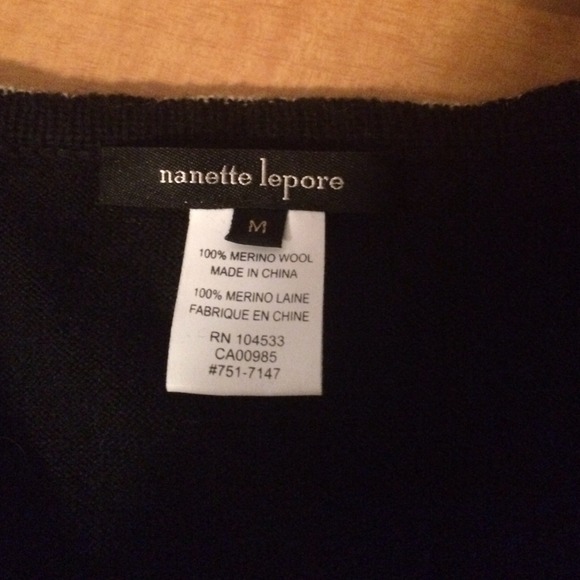 nanette lepore
M
100% MERINO WOOL
MADE IN CHINA
100% MERINO LAINE
FABRIQUE EN CHINE
RN 104533
CA00985
#751-7147